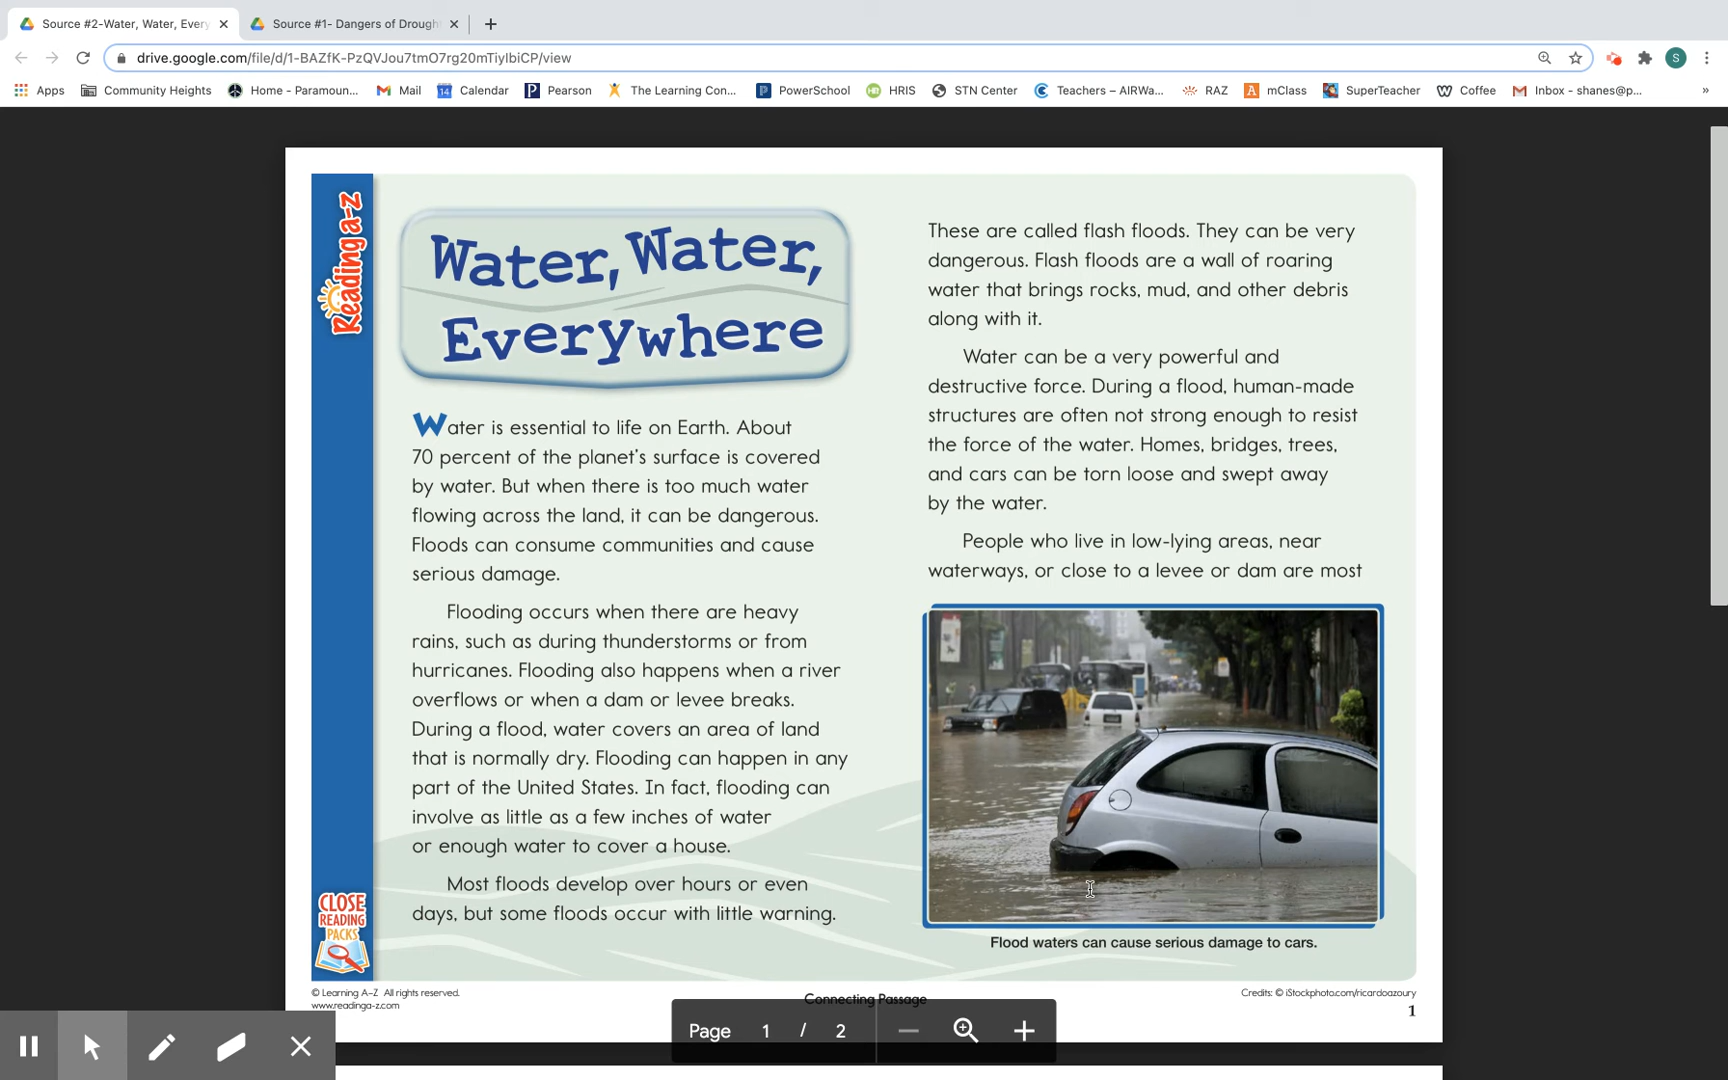 Source #2-Water, Water, Every
Source #1- Dangers of Drought
drive.google.com/file/d/1-BAZfK-PzQVJou7tmO7rg20mTiylbiCP/view
S
Apps
Community Heights
Home - Paramoun...
Mail
14
Calendar
P
Pearson
The Learning Con...
PowerSchool
HR
HRIS
STN Center
Teachers – AIRWa...
RAZ
A
mClass
SuperTeacher
Coffee
Inbox - shanes@p...
»
Reading a-z
Water, Water,
Everywhere
Water is essential to life on Earth. About
70 percent of the planet's surface is covered
by water. But when there is too much water
flowing across the land, it can be dangerous.
Floods can consume communities and cause
serious damage.
Flooding occurs when there are heavy
rains, such as during thunderstorms or from
hurricanes. Flooding also happens when a river
overflows or when a dam or levee breaks.
During a flood, water covers an area of land
that is normally dry. Flooding can happen in any
part of the United States. In fact, flooding can
involve as little as a few inches of water
or enough water to cover a house.
Most floods develop over hours or even
days, but some floods occur with little warning.
These are called flash floods. They can be very
dangerous. Flash floods are a wall of roaring
water that brings rocks, mud, and other debris
along with it.
Water can be a very powerful and
destructive force. During a flood, human-made
structures are often not strong enough to resist
the force of the water. Homes, bridges, trees,
and cars can be torn loose and swept away
by the water.
People who live in low-lying areas, near
waterways, or close to a levee or dam are most
Flood waters can cause serious damage to cars.
CLOSE
READING
PACKS
© Learning A–Z All rights reserved.
www.readinga-z.com
Connecting Passage
Credits: © iStockphoto.com/ricardoazoury
1
Page 1 / 2